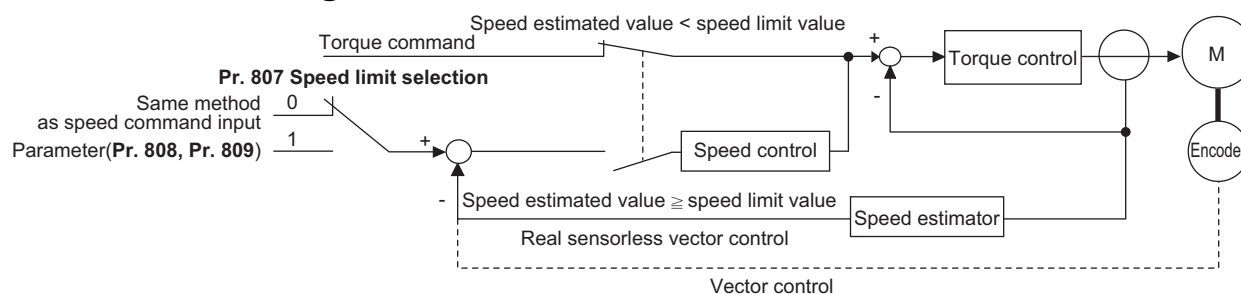 Speed estimated value < speed limit value
Torque command
+
Torque control
M
Pr. 807 Speed limit selection
-
Same method
as speed command input
0
1
Parameter(Pr. 808, Pr. 809)
+
Speed control
Encode
-
Speed estimated value ≧ speed limit value
Speed estimator
Real sensorless vector control
Vector control